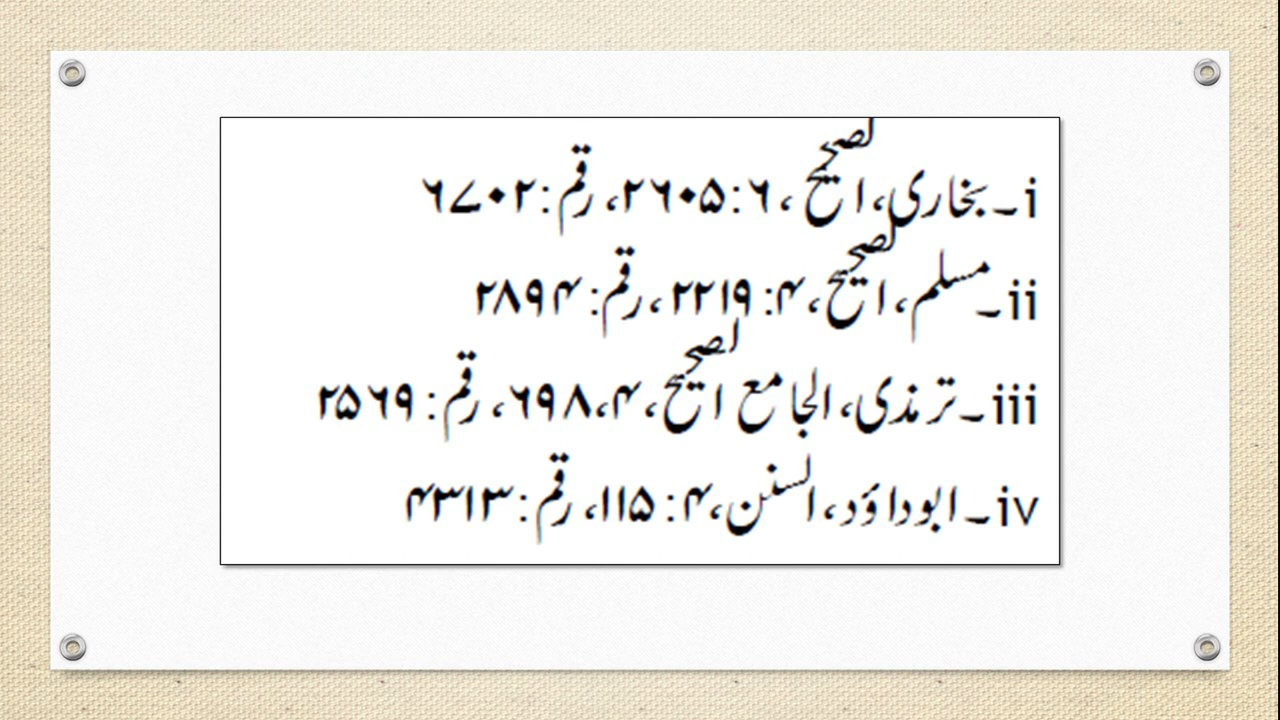 i۔بخاری، الصحیح، ۶:۲۶۰۵، رقم:۶۷۰۲
ii۔مسلم، الصحیح، ۴: ۲۲۱۹، رقم: ۲۸۹۴
iii۔ترمذی، الجامع الصحیح، ۴،۶۹۸، رقم: ۲۵۶۹
iv۔ابوداؤد، السنن، ۴: ۱۱۵، رقم: ۴۳۱۳